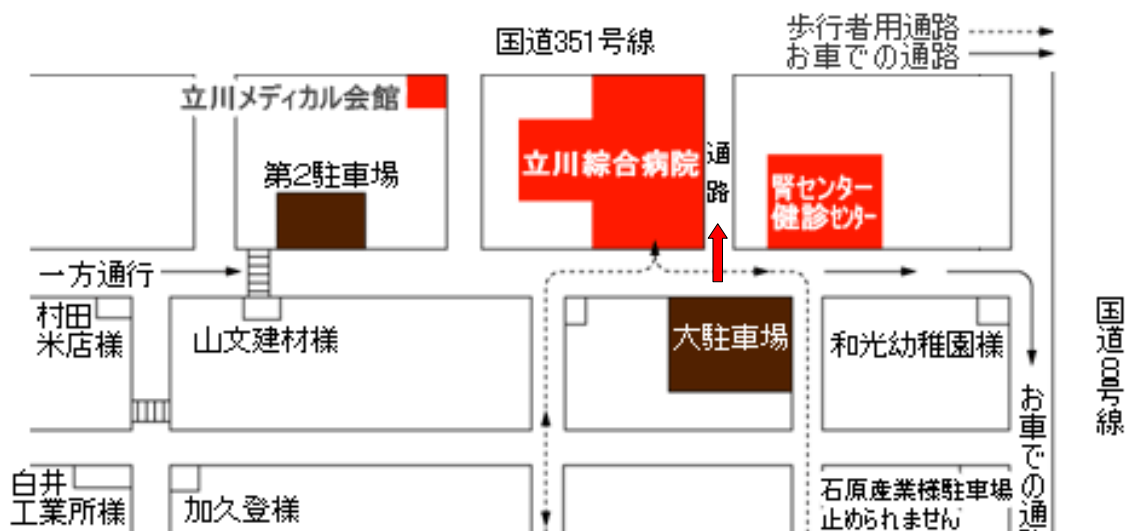 国道351号線
歩行者用通路
お車での通路
立川メディカル会館
第2駐車場
立川綜合病院
通路
腎センター
健診センター
一方通行
村田
米店様
山文建材様
大駐車場
和光幼稚園様
国道8号線
お車での通
白井
工業所様
加久登様
石原産業様駐車場
止められません